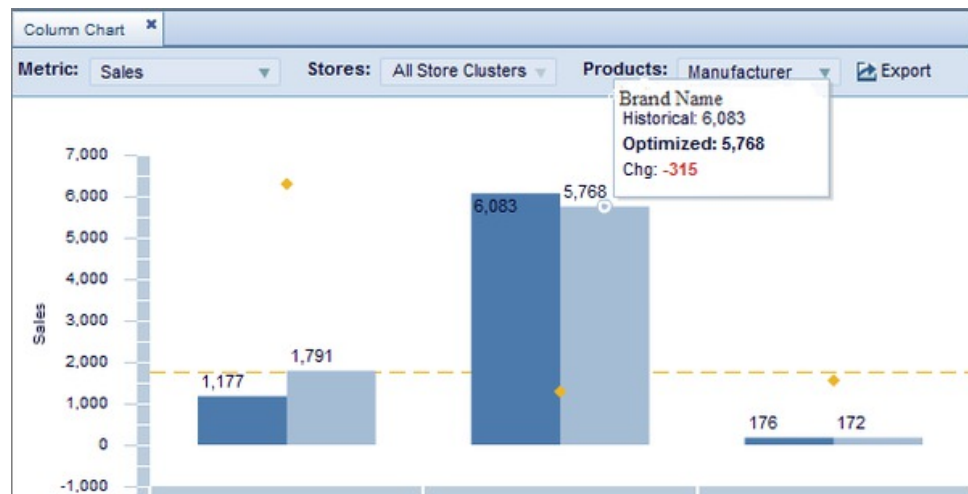 Column Chart
Metric: Sales Stores: All Store Clusters Products: Manufacturer Export
Brand Name
Historical: 6,083
Optimized: 5,768
Chg: -315
7,000
6,000
5,000
4,000
3,000
2,000
1,000
0
-1,000
Sales
1,177
1,791
6,083
5,768
176
172